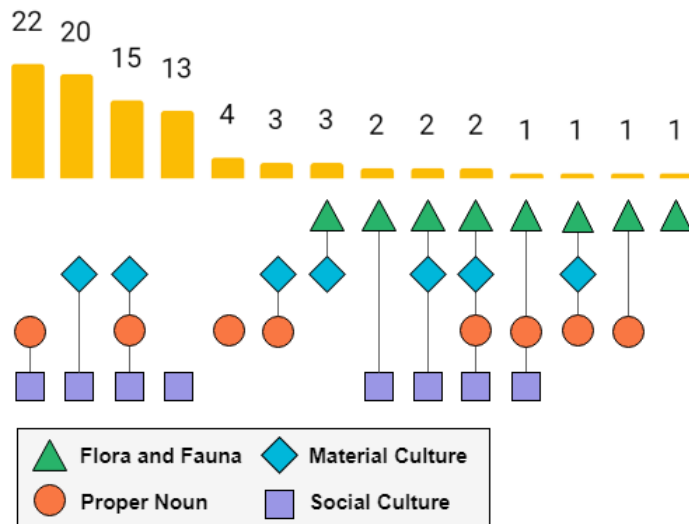 22 20 15 13 4 3 3 2 2 2 1 1 1 1
Flora and Fauna Material Culture
Proper Noun Social Culture